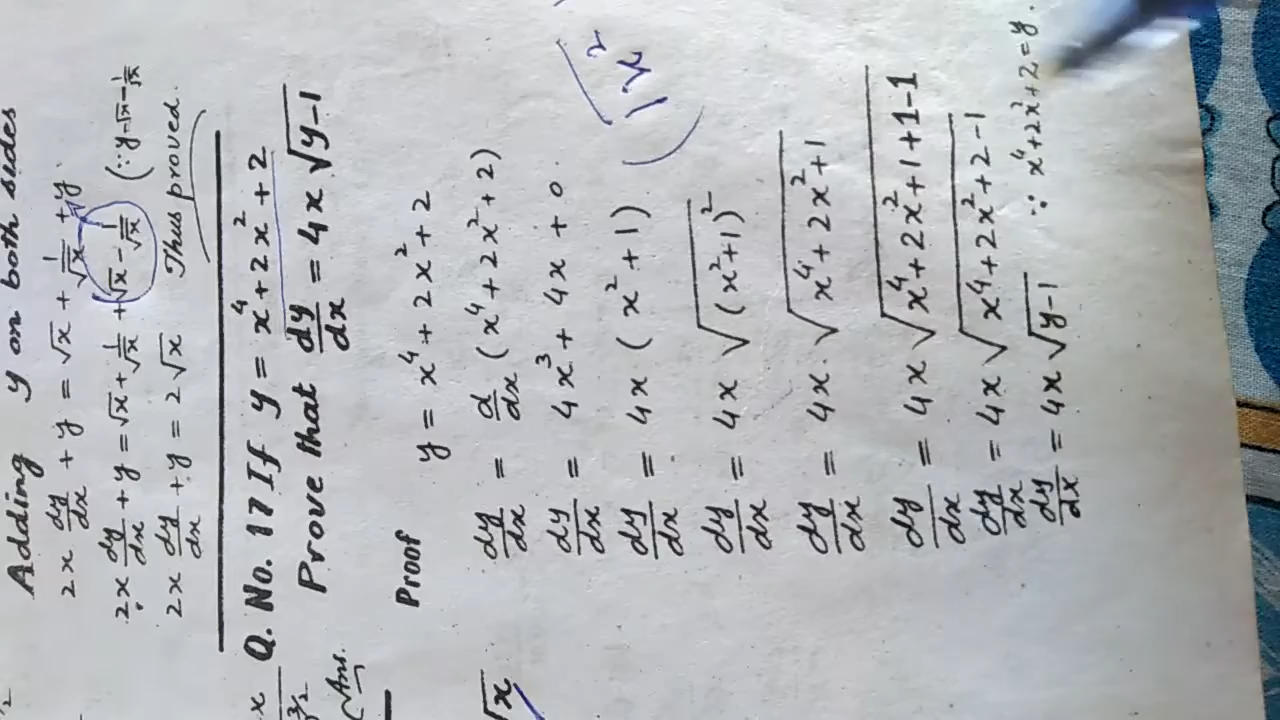 Adding y on both sides
2x dy/dx + y = √x + 1/√x + y
2x dy/dx + y = √x + 1/√x + √x - 1/√x (∵ y = √x - 1/√x
2x dy/dx + y = 2√x Thus proved.
Q. No. 17 If y = x⁴ + 2x² + 2
Prove that dy/dx = 4x √(y-1)
Proof
y = x⁴ + 2x² + 2
dy/dx = d/dx (x⁴ + 2x² + 2)
dy/dx = 4x³ + 4x + 0.
dy/dx = 4x (x² + 1)
dy/dx = 4x √((x²+1)²)
dy/dx = 4x. √(x⁴ + 2x² + 1)
dy/dx = 4x √(x⁴ + 2x² + 1 + 1 - 1)
dy/dx = 4x √(x⁴ + 2x² + 2 - 1)
dy/dx = 4x √(y-1) ∵ x⁴ + 2x² + 2 = y.
(Ans.
√x